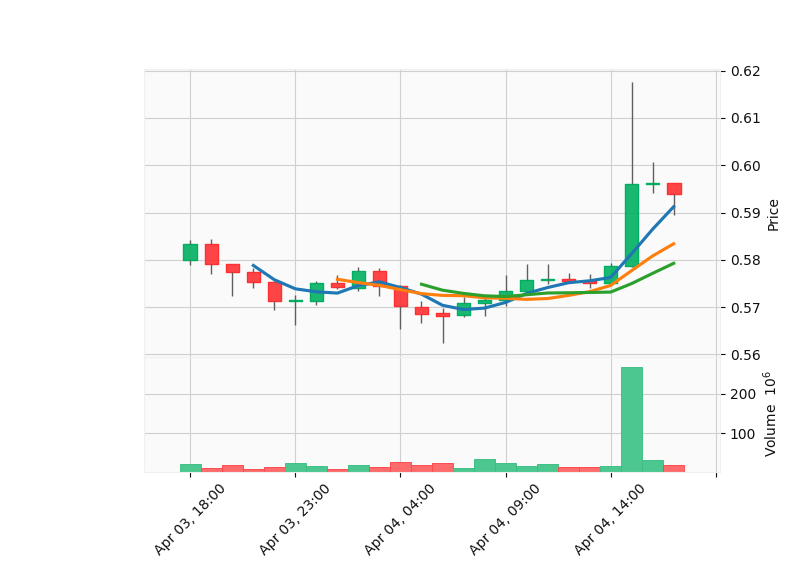 0.62
0.61
0.60
0.59
0.58
0.57
0.56
Price
200
100
Volume 10⁶
Apr 03, 18:00
Apr 03, 23:00
Apr 04, 04:00
Apr 04, 09:00
Apr 04, 14:00